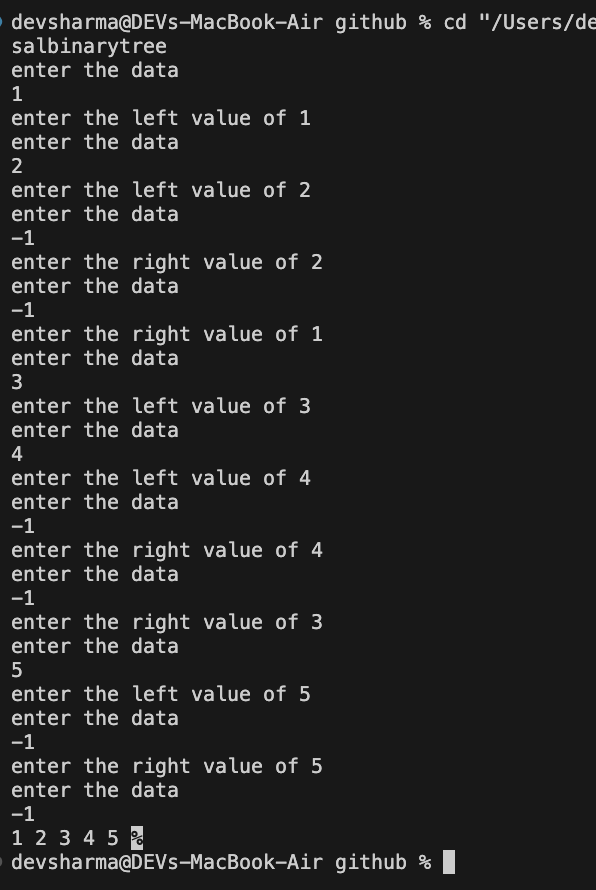 devsharma@DEVs-MacBook-Air github % cd "/Users/de
salbinarytree
enter the data
1
enter the left value of 1
enter the data
2
enter the left value of 2
enter the data
-1
enter the right value of 2
enter the data
-1
enter the right value of 1
enter the data
3
enter the left value of 3
enter the data
4
enter the left value of 4
enter the data
-1
enter the right value of 4
enter the data
-1
enter the right value of 3
enter the data
5
enter the left value of 5
enter the data
-1
enter the right value of 5
enter the data
-1
1 2 3 4 5 %
devsharma@DEVs-MacBook-Air github %